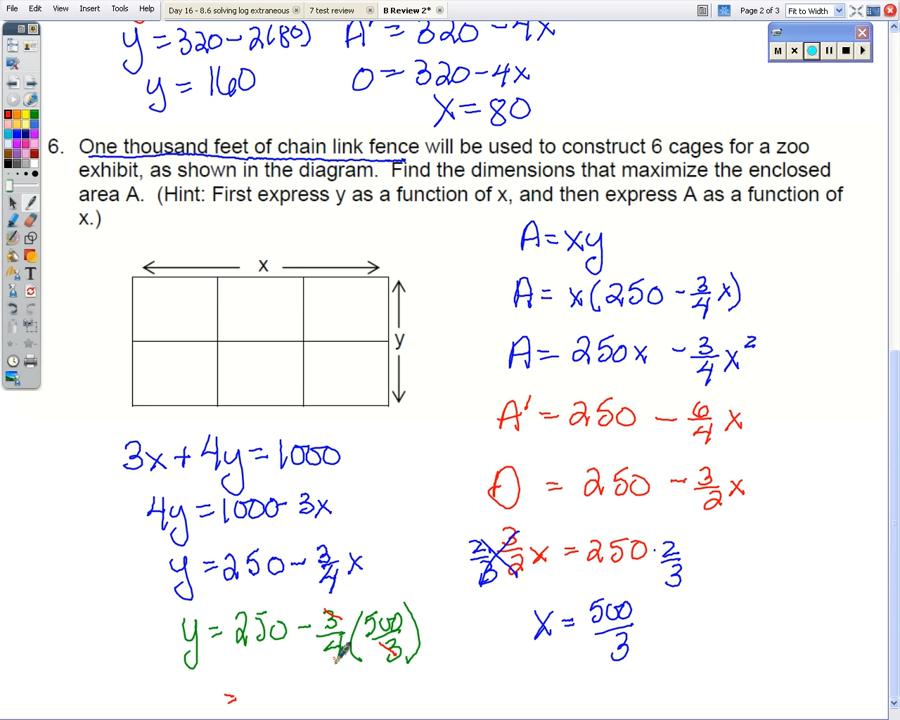 File Edit View Insert Tools Help
Day 16 - 8.6 solving log extraneous
7 test review
B Review 2*
Page 2 of 3
Fit to Width
y = 320 - 2(80)
A' = 320 - 4x
y = 160
0 = 320 - 4x
x = 80
6. One thousand feet of chain link fence will be used to construct 6 cages for a zoo
exhibit, as shown in the diagram. Find the dimensions that maximize the enclosed
area A. (Hint: First express y as a function of x, and then express A as a function of
x.)
x
y
3x + 4y = 1000
4y = 1000 - 3x
y = 250 - 3/4 x
y = 250 - 3/4 (500/3)
=
A = xy
A = x(250 - 3/4 x)
A = 250x - 3/4 x²
A' = 250 - 6/4 x
0 = 250 - 3/2 x
2/3 · 3/2 x = 250 · 2/3
x = 500/3